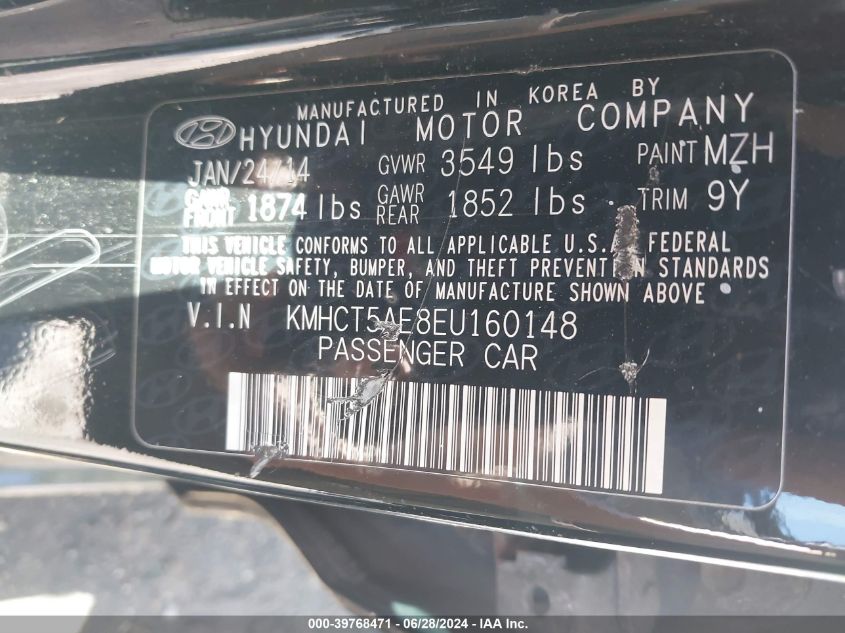 MANUFACTURED IN KOREA BY
HYUNDAI MOTOR COMPANY
JAN/24/14 GVWR 3549 lbs PAINT MZH
GAWR FRONT 1874 lbs GAWR REAR 1852 lbs TRIM 9Y
THIS VEHICLE CONFORMS TO ALL APPLICABLE U.S.A. FEDERAL
MOTOR VEHICLE SAFETY, BUMPER, AND THEFT PREVENTION STANDARDS
IN EFFECT ON THE DATE OF MANUFACTURE SHOWN ABOVE
V.I.N KMHCT5AE8EU160148
PASSENGER CAR
000-39768471 - 06/28/2024 - IAA Inc.